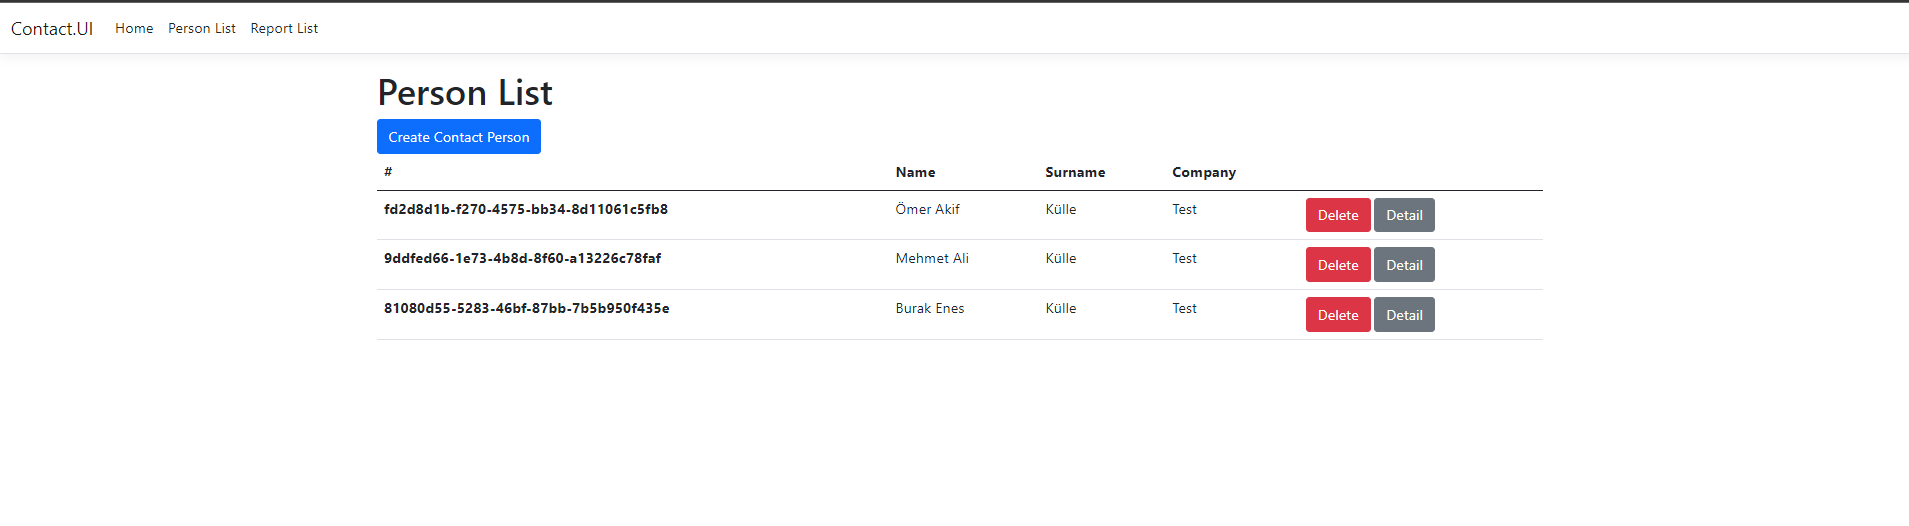 Contact.UI Home Person List Report List
Person List
Create Contact Person
# Name Surname Company
fd2d8d1b-f270-4575-bb34-8d11061c5fb8 Ömer Akif Külle Test Delete Detail
9ddfed66-1e73-4b8d-8f60-a13226c78faf Mehmet Ali Külle Test Delete Detail
81080d55-5283-46bf-87bb-7b5b950f435e Burak Enes Külle Test Delete Detail